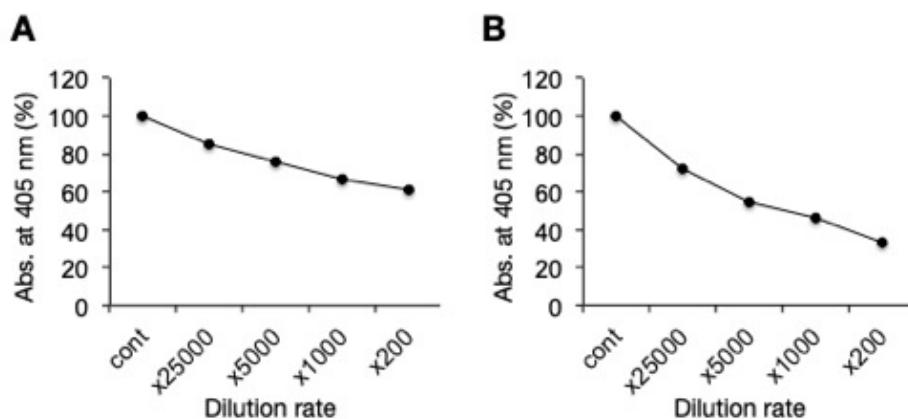 A
Abs. at 405 nm (%)
120
100
80
60
40
20
0
cont
x25000
x5000
x1000
x200
Dilution rate
B
Abs. at 405 nm (%)
120
100
80
60
40
20
0
cont
x25000
x5000
x1000
x200
Dilution rate